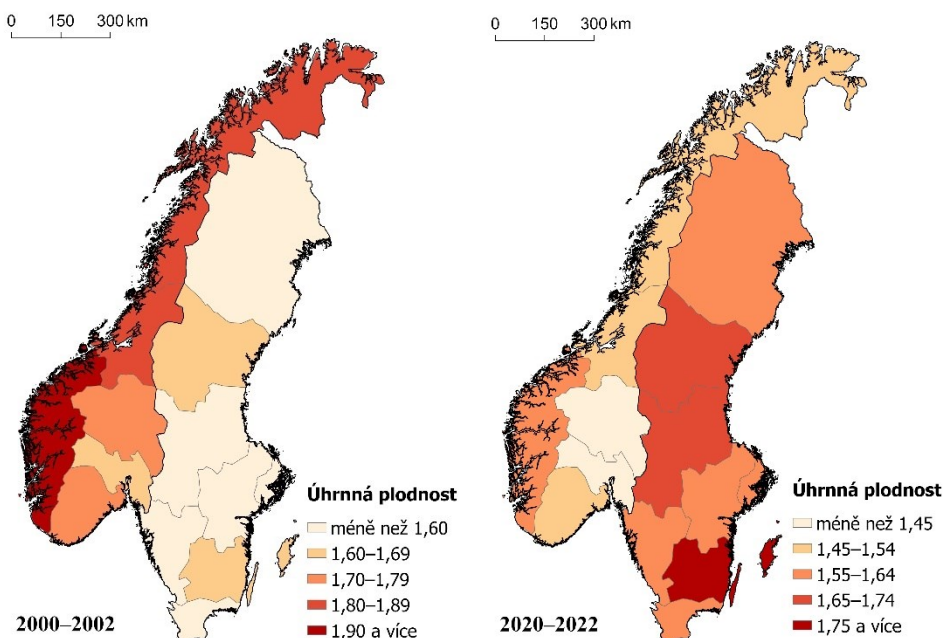 0 150 300 km
Úhrnná plodnost
méně než 1,60
1,60–1,69
1,70–1,79
1,80–1,89
1,90 a více
2000–2002
0 150 300 km
Úhrnná plodnost
méně než 1,45
1,45–1,54
1,55–1,64
1,65–1,74
1,75 a více
2020–2022